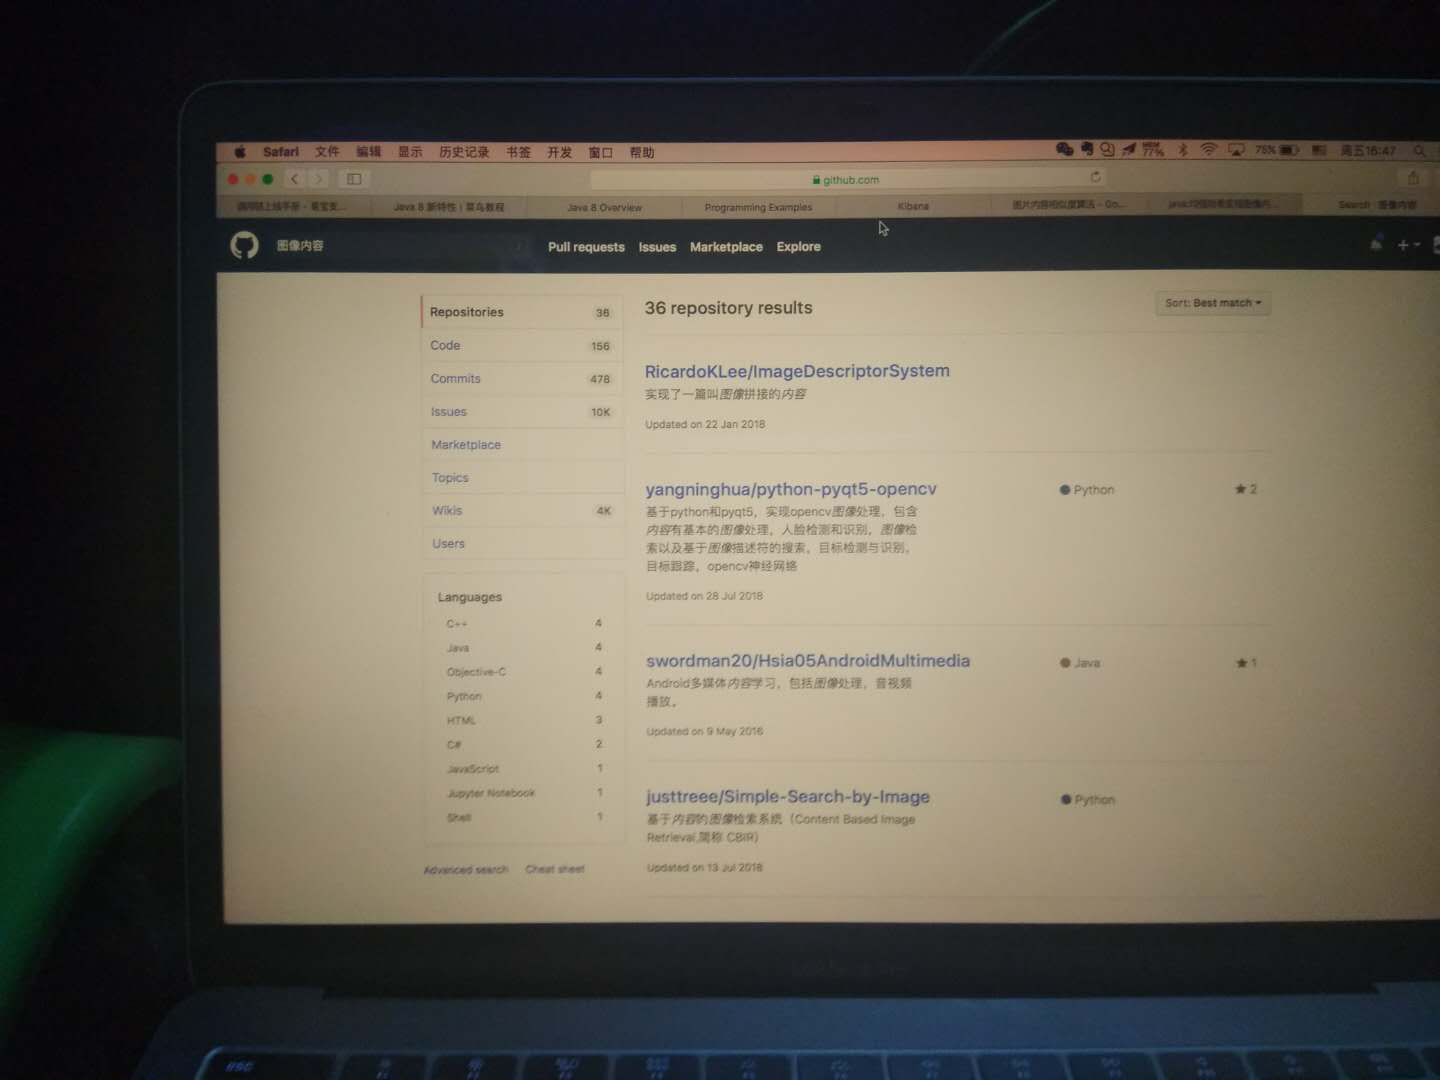 Safari 文件 编辑 显示 历史记录 书签 开发 窗口 帮助 77% 75% 周五16:47
github.com
Java 8 新特性 | 菜鸟教程 Java 8 Overview Programming Examples Kibana 图片内容相似度算法 - Go... Search · 图像内容
图像内容 Pull requests Issues Marketplace Explore
Repositories 36
Code 156
Commits 478
Issues 10K
Marketplace
Topics
Wikis 4K
Users
Languages
C++ 4
Java 4
Objective-C 4
Python 4
HTML 3
C# 2
JavaScript 1
Jupyter Notebook 1
Shell 1
Advanced search Cheat sheet
36 repository results Sort: Best match
RicardoKLee/ImageDescriptorSystem
实现了一篇叫图像拼接的内容
Updated on 22 Jan 2018
yangninghua/python-pyqt5-opencv Python 2
基于python和pyqt5，实现opencv图像处理，包含
内容有基本的图像处理，人脸检测和识别，图像检
索以及基于图像描述符的搜索，目标检测与识别，
目标跟踪，opencv神经网络
Updated on 28 Jul 2018
swordman20/Hsia05AndroidMultimedia Java 1
Android多媒体内容学习，包括图像处理，音视频
播放。
Updated on 9 May 2016
justtreee/Simple-Search-by-Image Python
基于内容的图像检索系统（Content Based Image
Retrieval,简称 CBIR）
Updated on 13 Jul 2018
esc